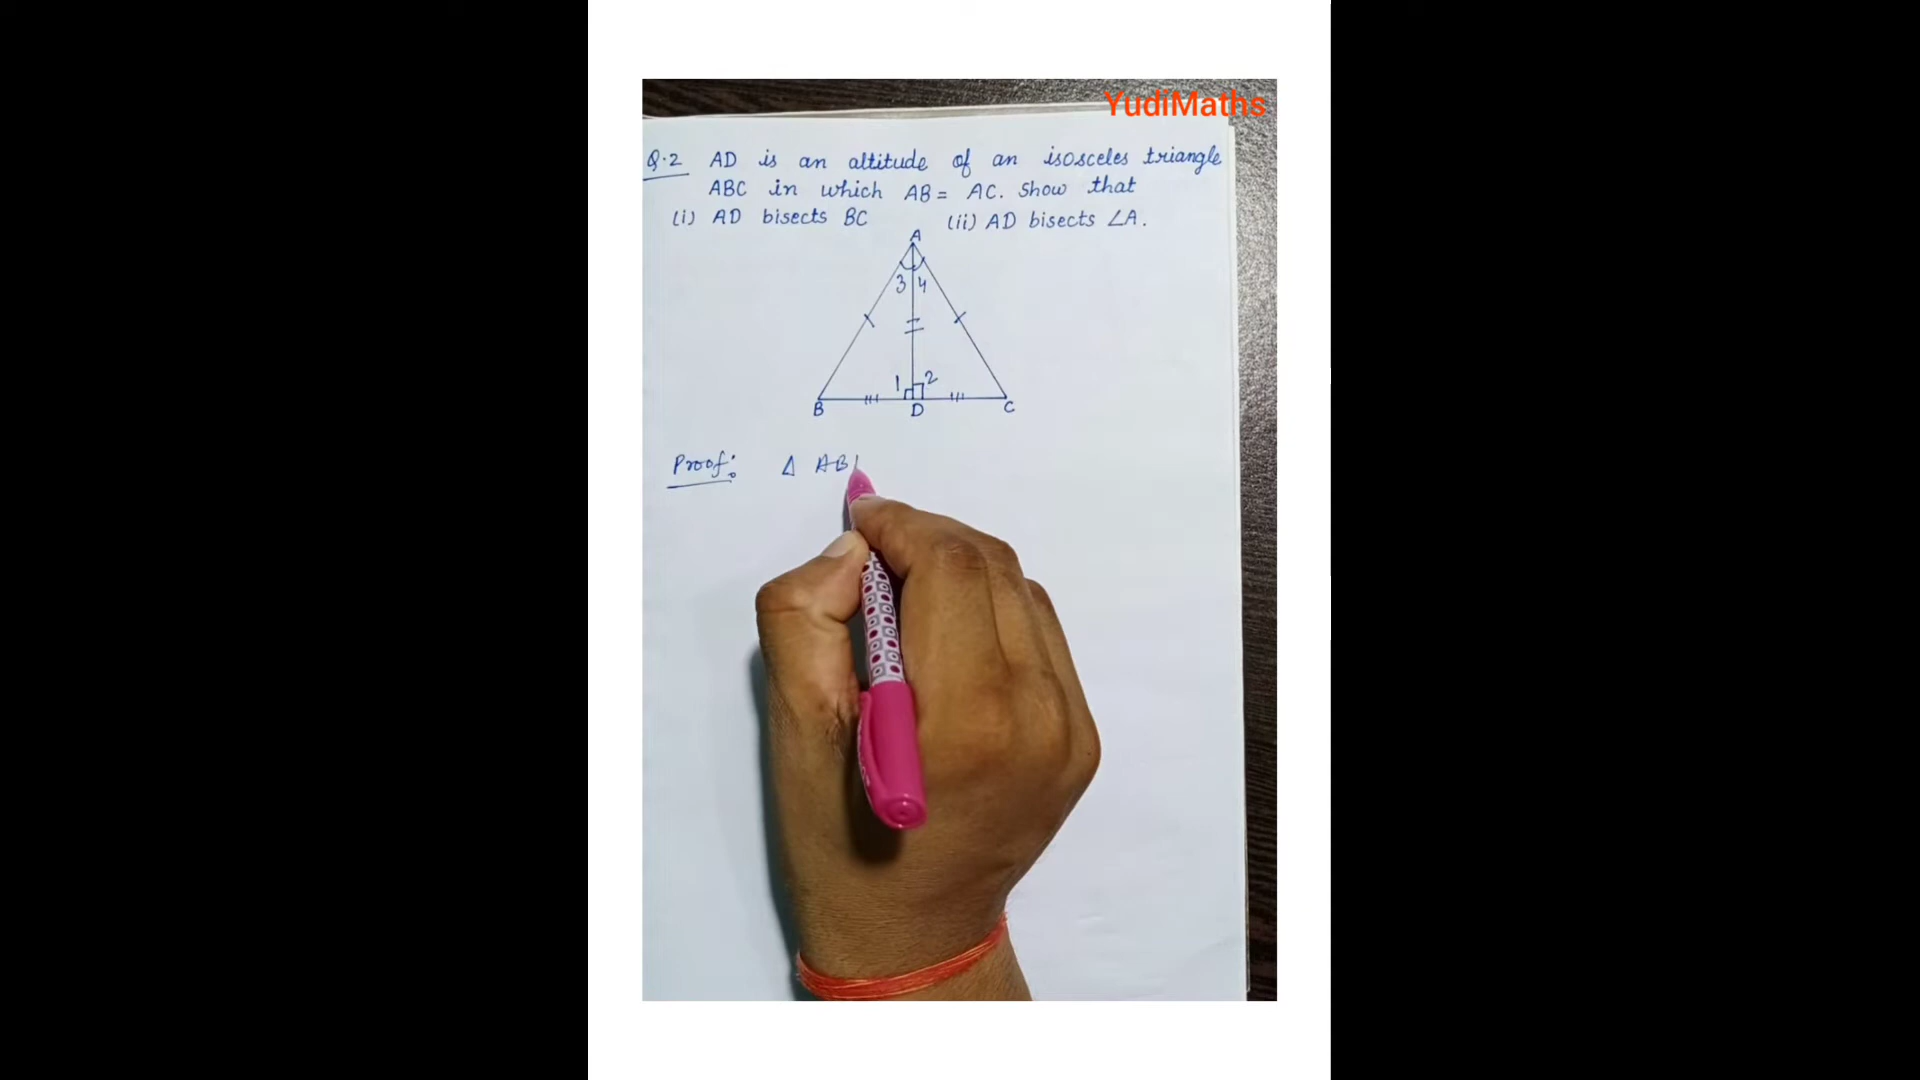 YudiMaths
Q.2 AD is an altitude of an isosceles triangle
ABC in which AB = AC. Show that
(i) AD bisects BC (ii) AD bisects ∠A.
A
3 4
1 2
B D C
Proof: Δ AB